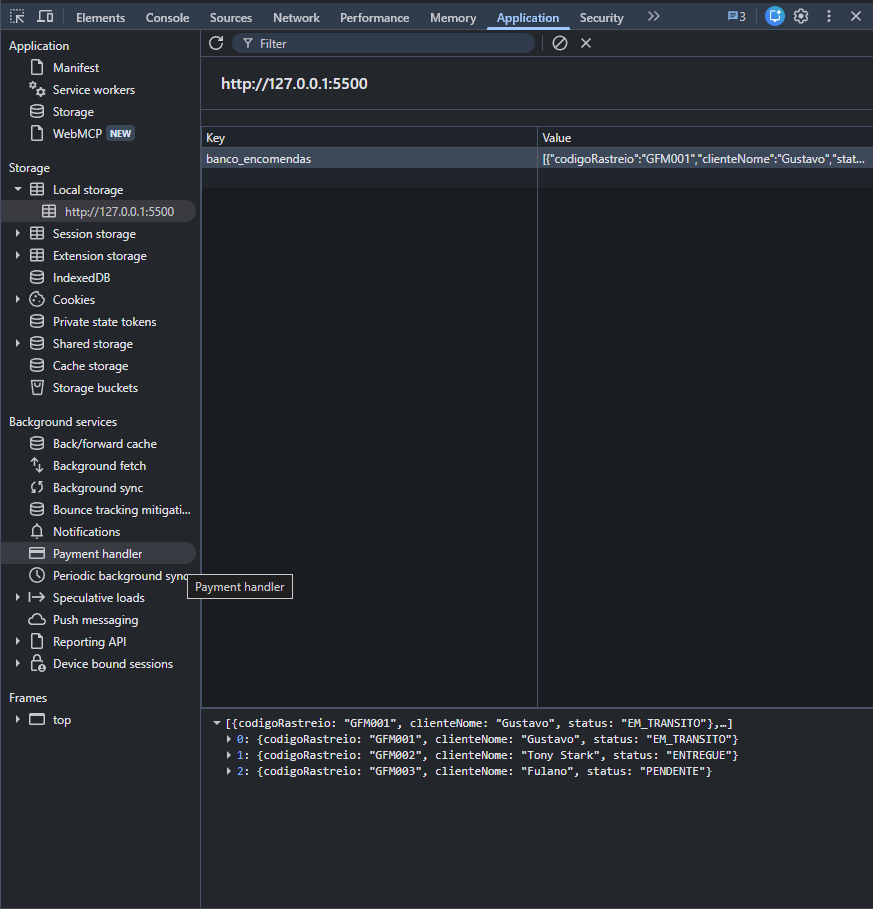 Elements Console Sources Network Performance Memory Application Security 3
Application
Manifest
Service workers
Storage
WebMCP NEW
Storage
Local storage
http://127.0.0.1:5500
Session storage
Extension storage
IndexedDB
Cookies
Private state tokens
Shared storage
Cache storage
Storage buckets
Background services
Back/forward cache
Background fetch
Background sync
Bounce tracking mitigati...
Notifications
Payment handler
Periodic background sync
Payment handler
Speculative loads
Push messaging
Reporting API
Device bound sessions
Frames
top
Filter
http://127.0.0.1:5500
Key Value
banco_encomendas [{"codigoRastreio":"GFM001","clienteNome":"Gustavo","stat...
[{codigoRastreio: "GFM001", clienteNome: "Gustavo", status: "EM_TRANSITO"},…]
0: {codigoRastreio: "GFM001", clienteNome: "Gustavo", status: "EM_TRANSITO"}
1: {codigoRastreio: "GFM002", clienteNome: "Tony Stark", status: "ENTREGUE"}
2: {codigoRastreio: "GFM003", clienteNome: "Fulano", status: "PENDENTE"}